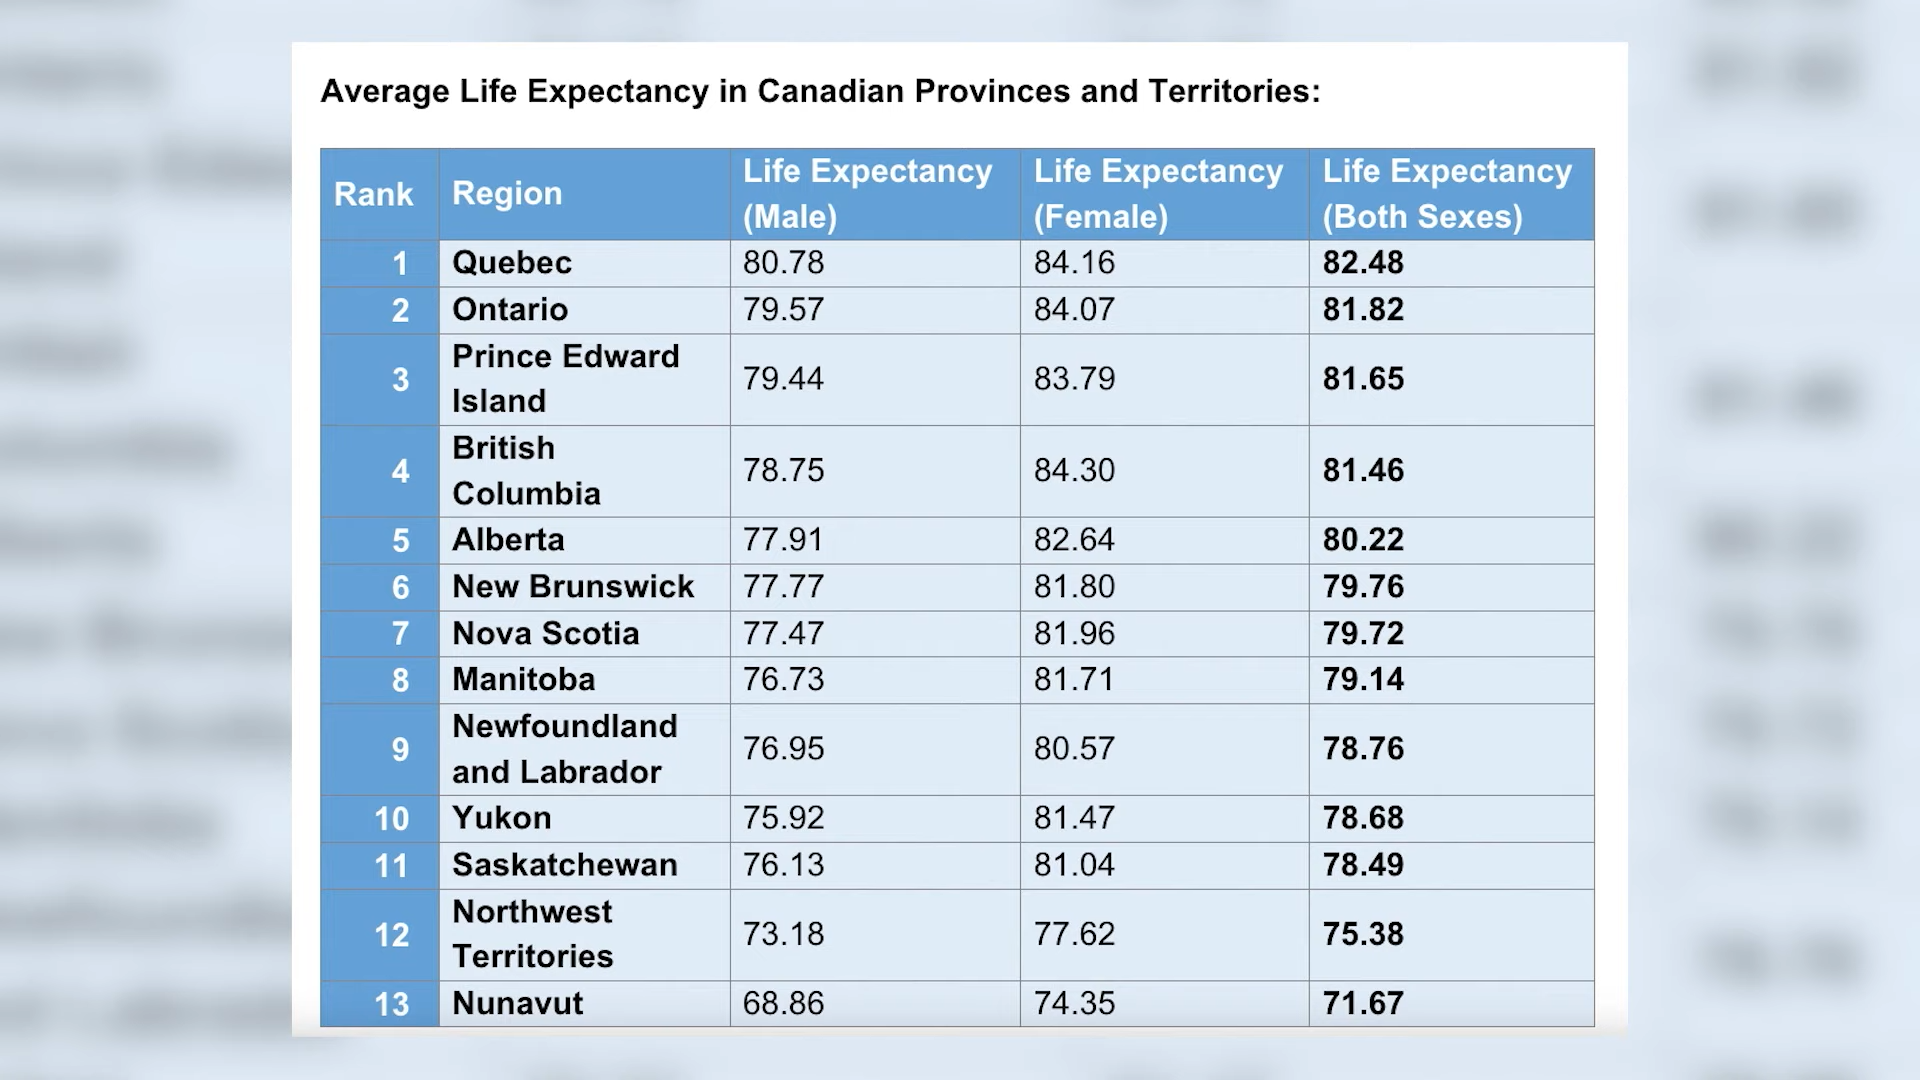 Average Life Expectancy in Canadian Provinces and Territories:
Rank Region Life Expectancy (Male) Life Expectancy (Female) Life Expectancy (Both Sexes)
1 Quebec 80.78 84.16 82.48
2 Ontario 79.57 84.07 81.82
3 Prince Edward Island 79.44 83.79 81.65
4 British Columbia 78.75 84.30 81.46
5 Alberta 77.91 82.64 80.22
6 New Brunswick 77.77 81.80 79.76
7 Nova Scotia 77.47 81.96 79.72
8 Manitoba 76.73 81.71 79.14
9 Newfoundland and Labrador 76.95 80.57 78.76
10 Yukon 75.92 81.47 78.68
11 Saskatchewan 76.13 81.04 78.49
12 Northwest Territories 73.18 77.62 75.38
13 Nunavut 68.86 74.35 71.67